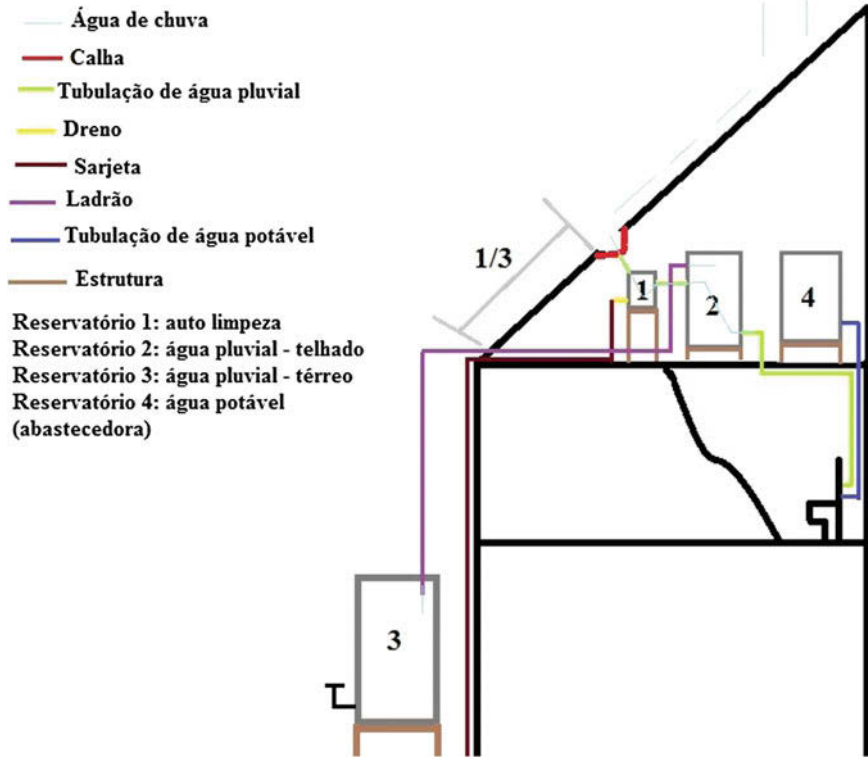 Água de chuva
Calha
Tubulação de água pluvial
Dreno
Sarjeta
Ladrão
Tubulação de água potável
Estrutura
Reservatório 1: auto limpeza
Reservatório 2: água pluvial - telhado
Reservatório 3: água pluvial - térreo
Reservatório 4: água potável
(abastecedora)
1/3
1
2
4
3